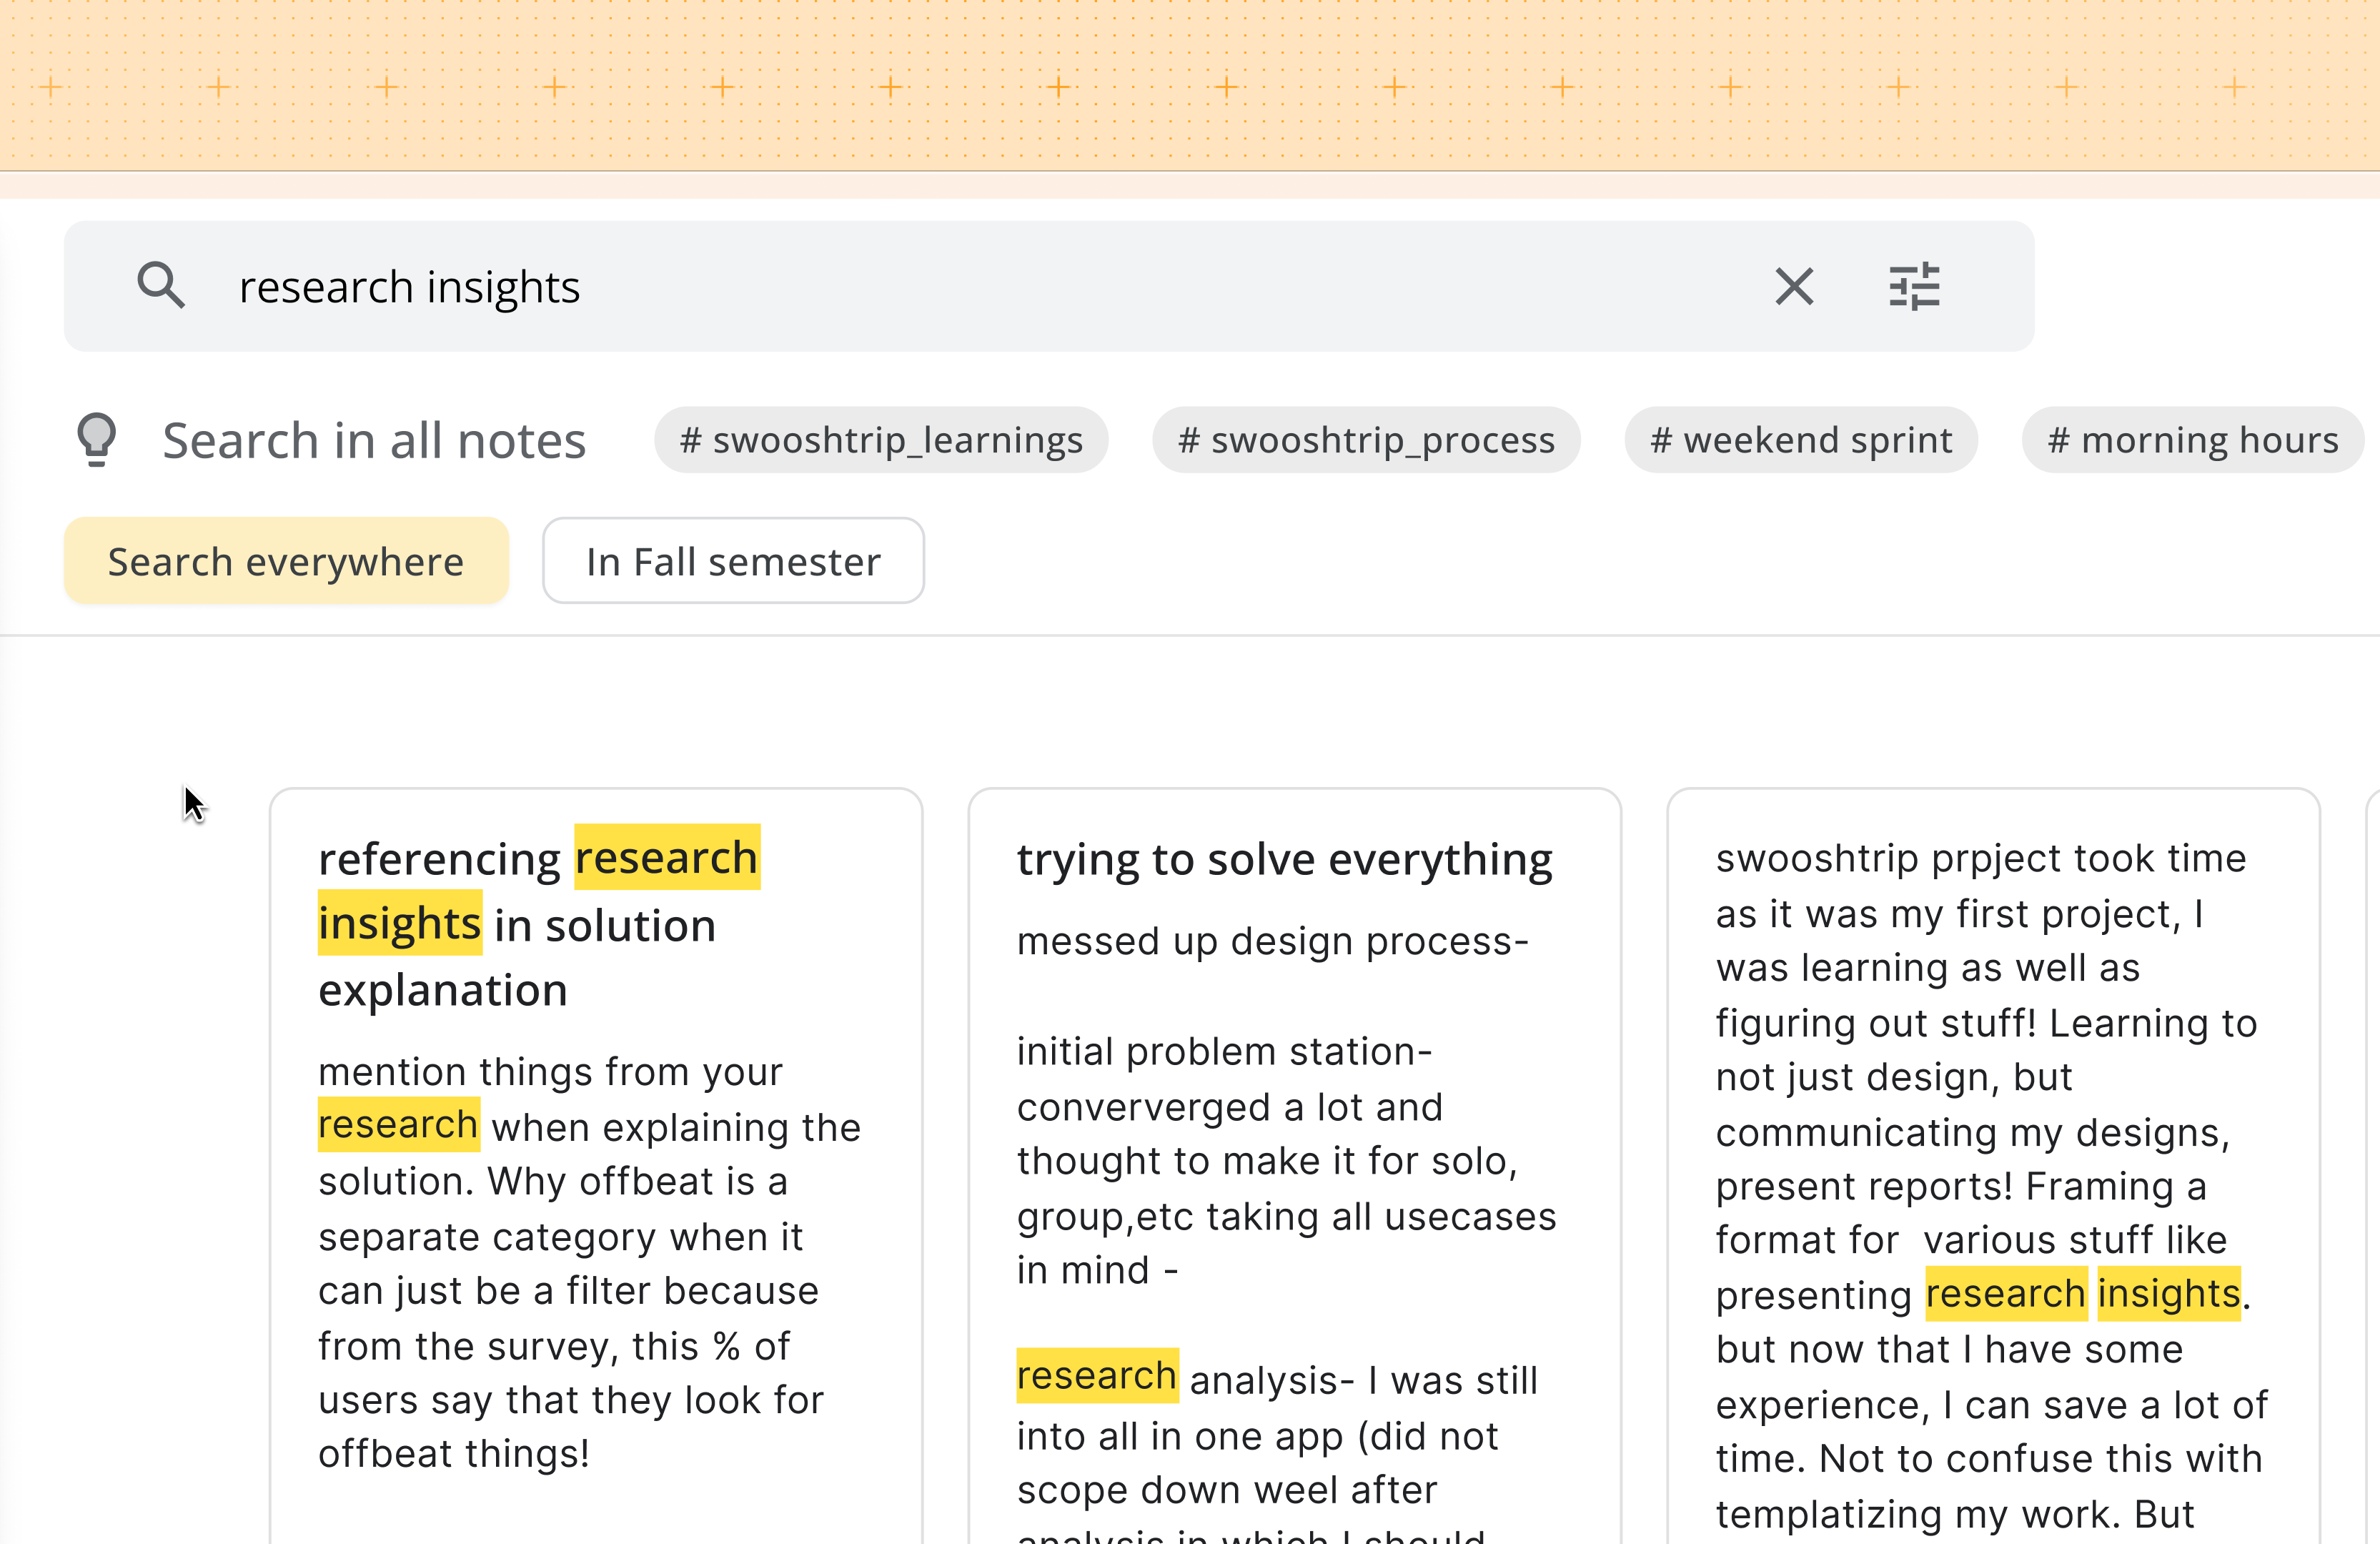 research insights
Search in all notes # swooshtrip_learnings # swooshtrip_process # weekend sprint # morning hours
Search everywhere In Fall semester
referencing research
insights in solution
explanation
mention things from your
research when explaining the
solution. Why offbeat is a
separate category when it
can just be a filter because
from the survey, this % of
users say that they look for
offbeat things!
trying to solve everything
messed up design process-
initial problem station-
conververged a lot and
thought to make it for solo,
group,etc taking all usecases
in mind -
research analysis- I was still
into all in one app (did not
scope down weel after
analysis in which I should
swooshtrip prpject took time
as it was my first project, I
was learning as well as
figuring out stuff! Learning to
not just design, but
communicating my designs,
present reports! Framing a
format for  various stuff like
presenting research insights.
but now that I have some
experience, I can save a lot of
time. Not to confuse this with
templatizing my work. But